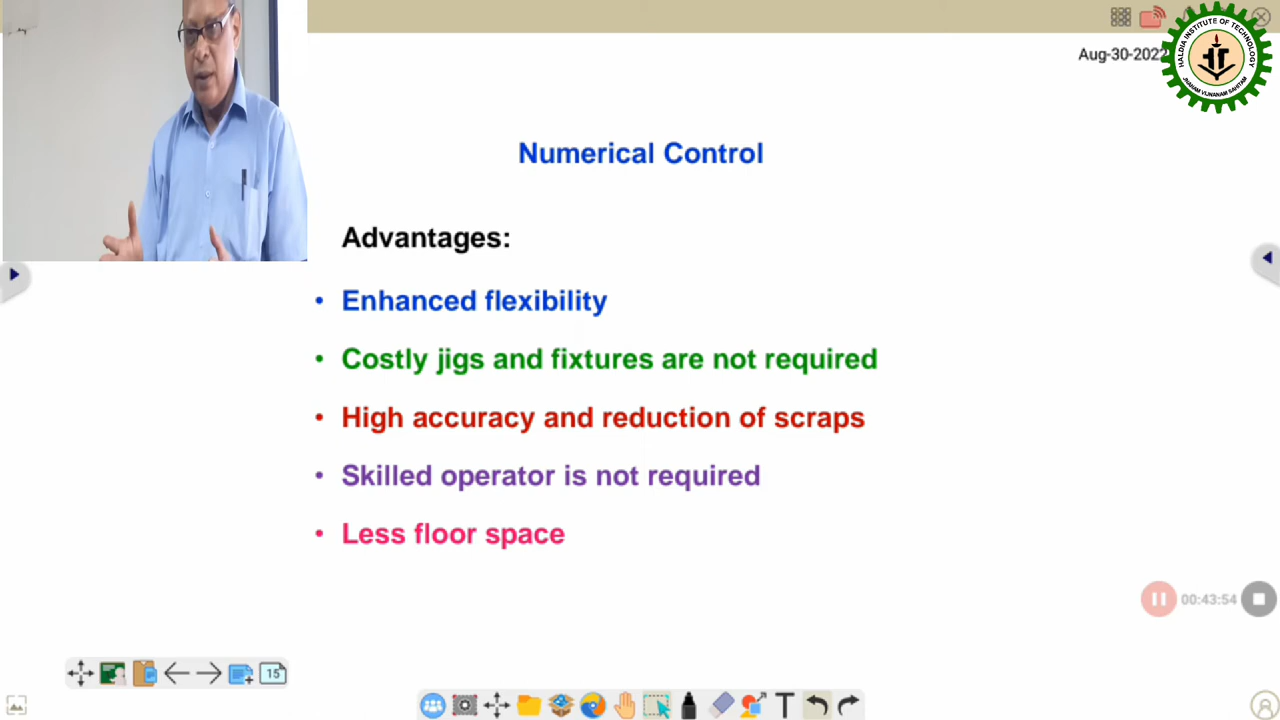 Aug-30-2022
HALDIA INSTITUTE OF TECHNOLOGY
Numerical Control
Advantages:
• Enhanced flexibility
• Costly jigs and fixtures are not required
• High accuracy and reduction of scraps
• Skilled operator is not required
• Less floor space
00:43:54
15
T